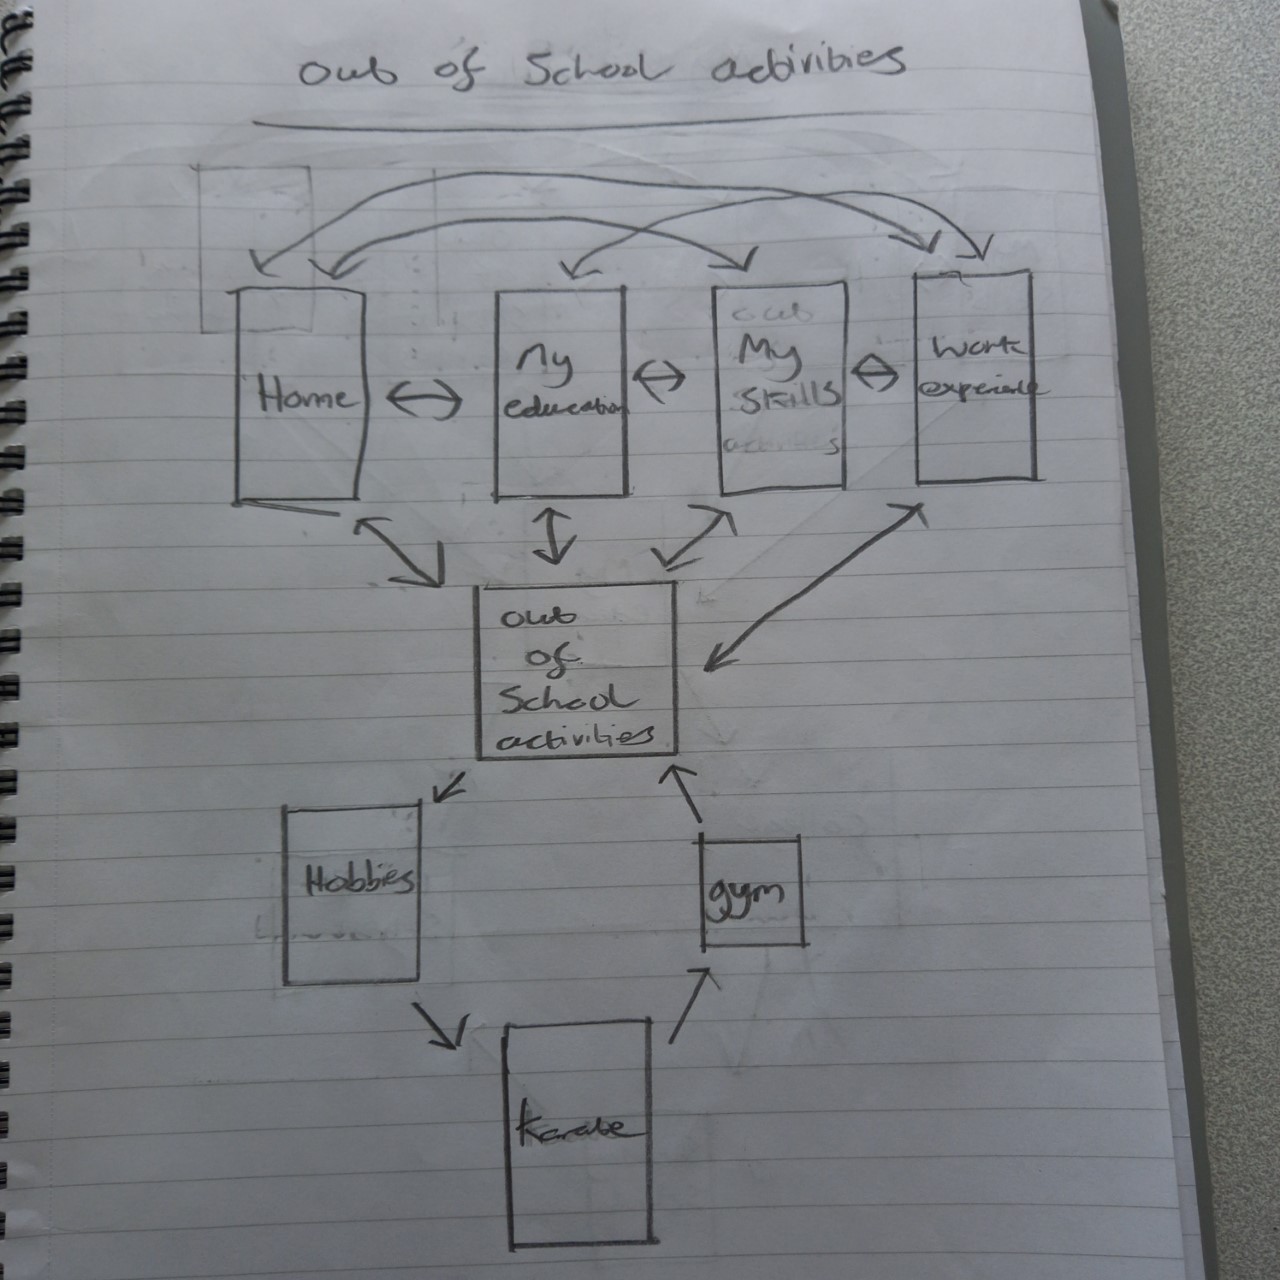 out of School activities
Home
My
education
out
My
Skills
activities
Work
experience
out
of
School
activities
Hobbies
gym
Karate